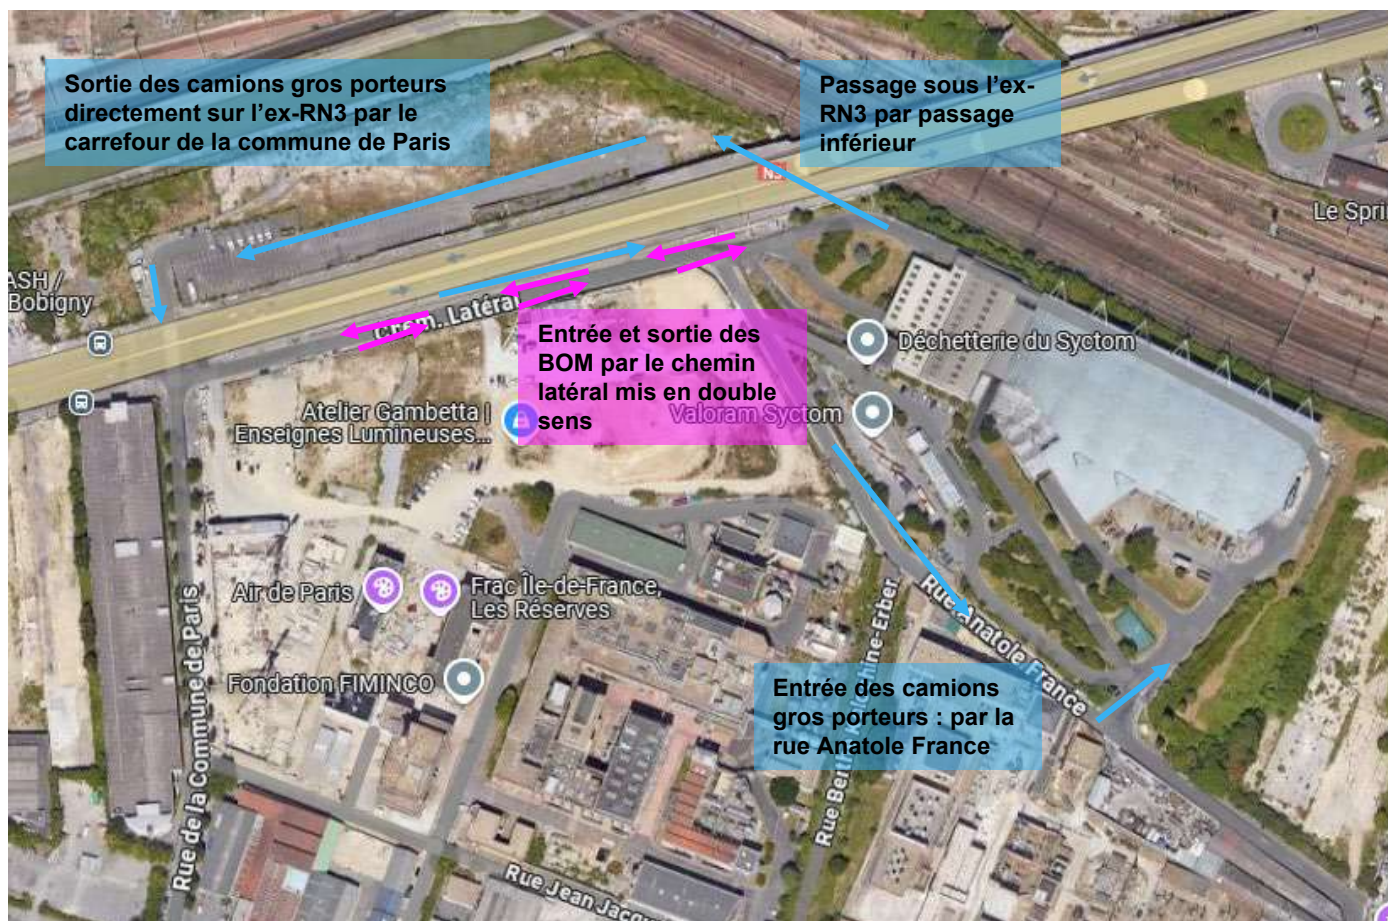 Sortie des camions gros porteurs
directement sur l'ex-RN3 par le
carrefour de la commune de Paris
Passage sous l'ex-
RN3 par passage
inférieur
N3
Le Spri
ASH /
Bobigny
Latéral
Entrée et sortie des
BOM par le chemin
latéral mis en double
sens
Déchetterie du Syctom
Valoram Syctom
Atelier Gambetta |
Enseignes Lumineuses...
Air de Paris
Frac Île-de-France,
Les Réserves
Fondation FIMINCO
Rue de la Commune de Paris
Rue Anatole France
Entrée des camions
gros porteurs : par la
rue Anatole France
Rue
Rue Jean